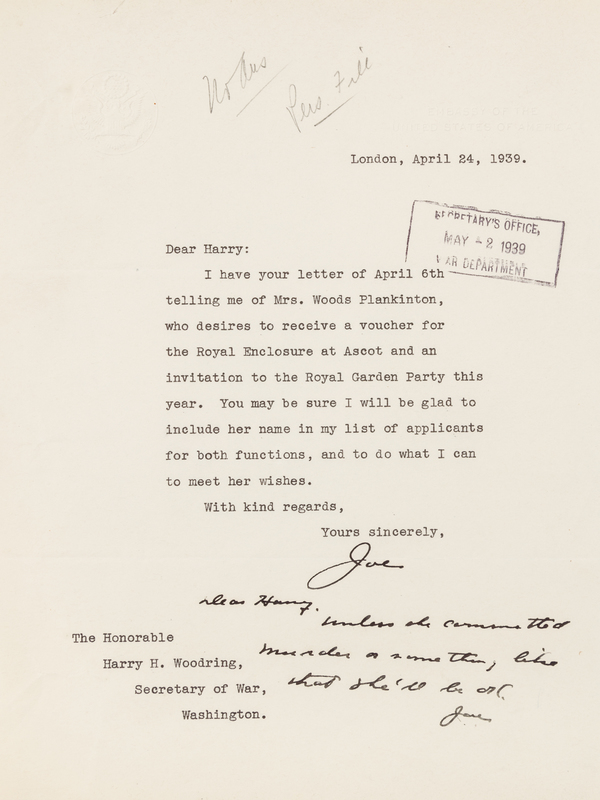 No Ans
Pers. File
London, April 24, 1939.
SECRETARY'S OFFICE,
MAY -2 1939
WAR DEPARTMENT
Dear Harry:
I have your letter of April 6th
telling me of Mrs. Woods Plankinton,
who desires to receive a voucher for
the Royal Enclosure at Ascot and an
invitation to the Royal Garden Party this
year. You may be sure I will be glad to
include her name in my list of applicants
for both functions, and to do what I can
to meet her wishes.
With kind regards,
Yours sincerely,
Joe
Dear Harry.
unless she committed
murder or something like
that she'll be OK
Joe
The Honorable
Harry H. Woodring,
Secretary of War,
Washington.